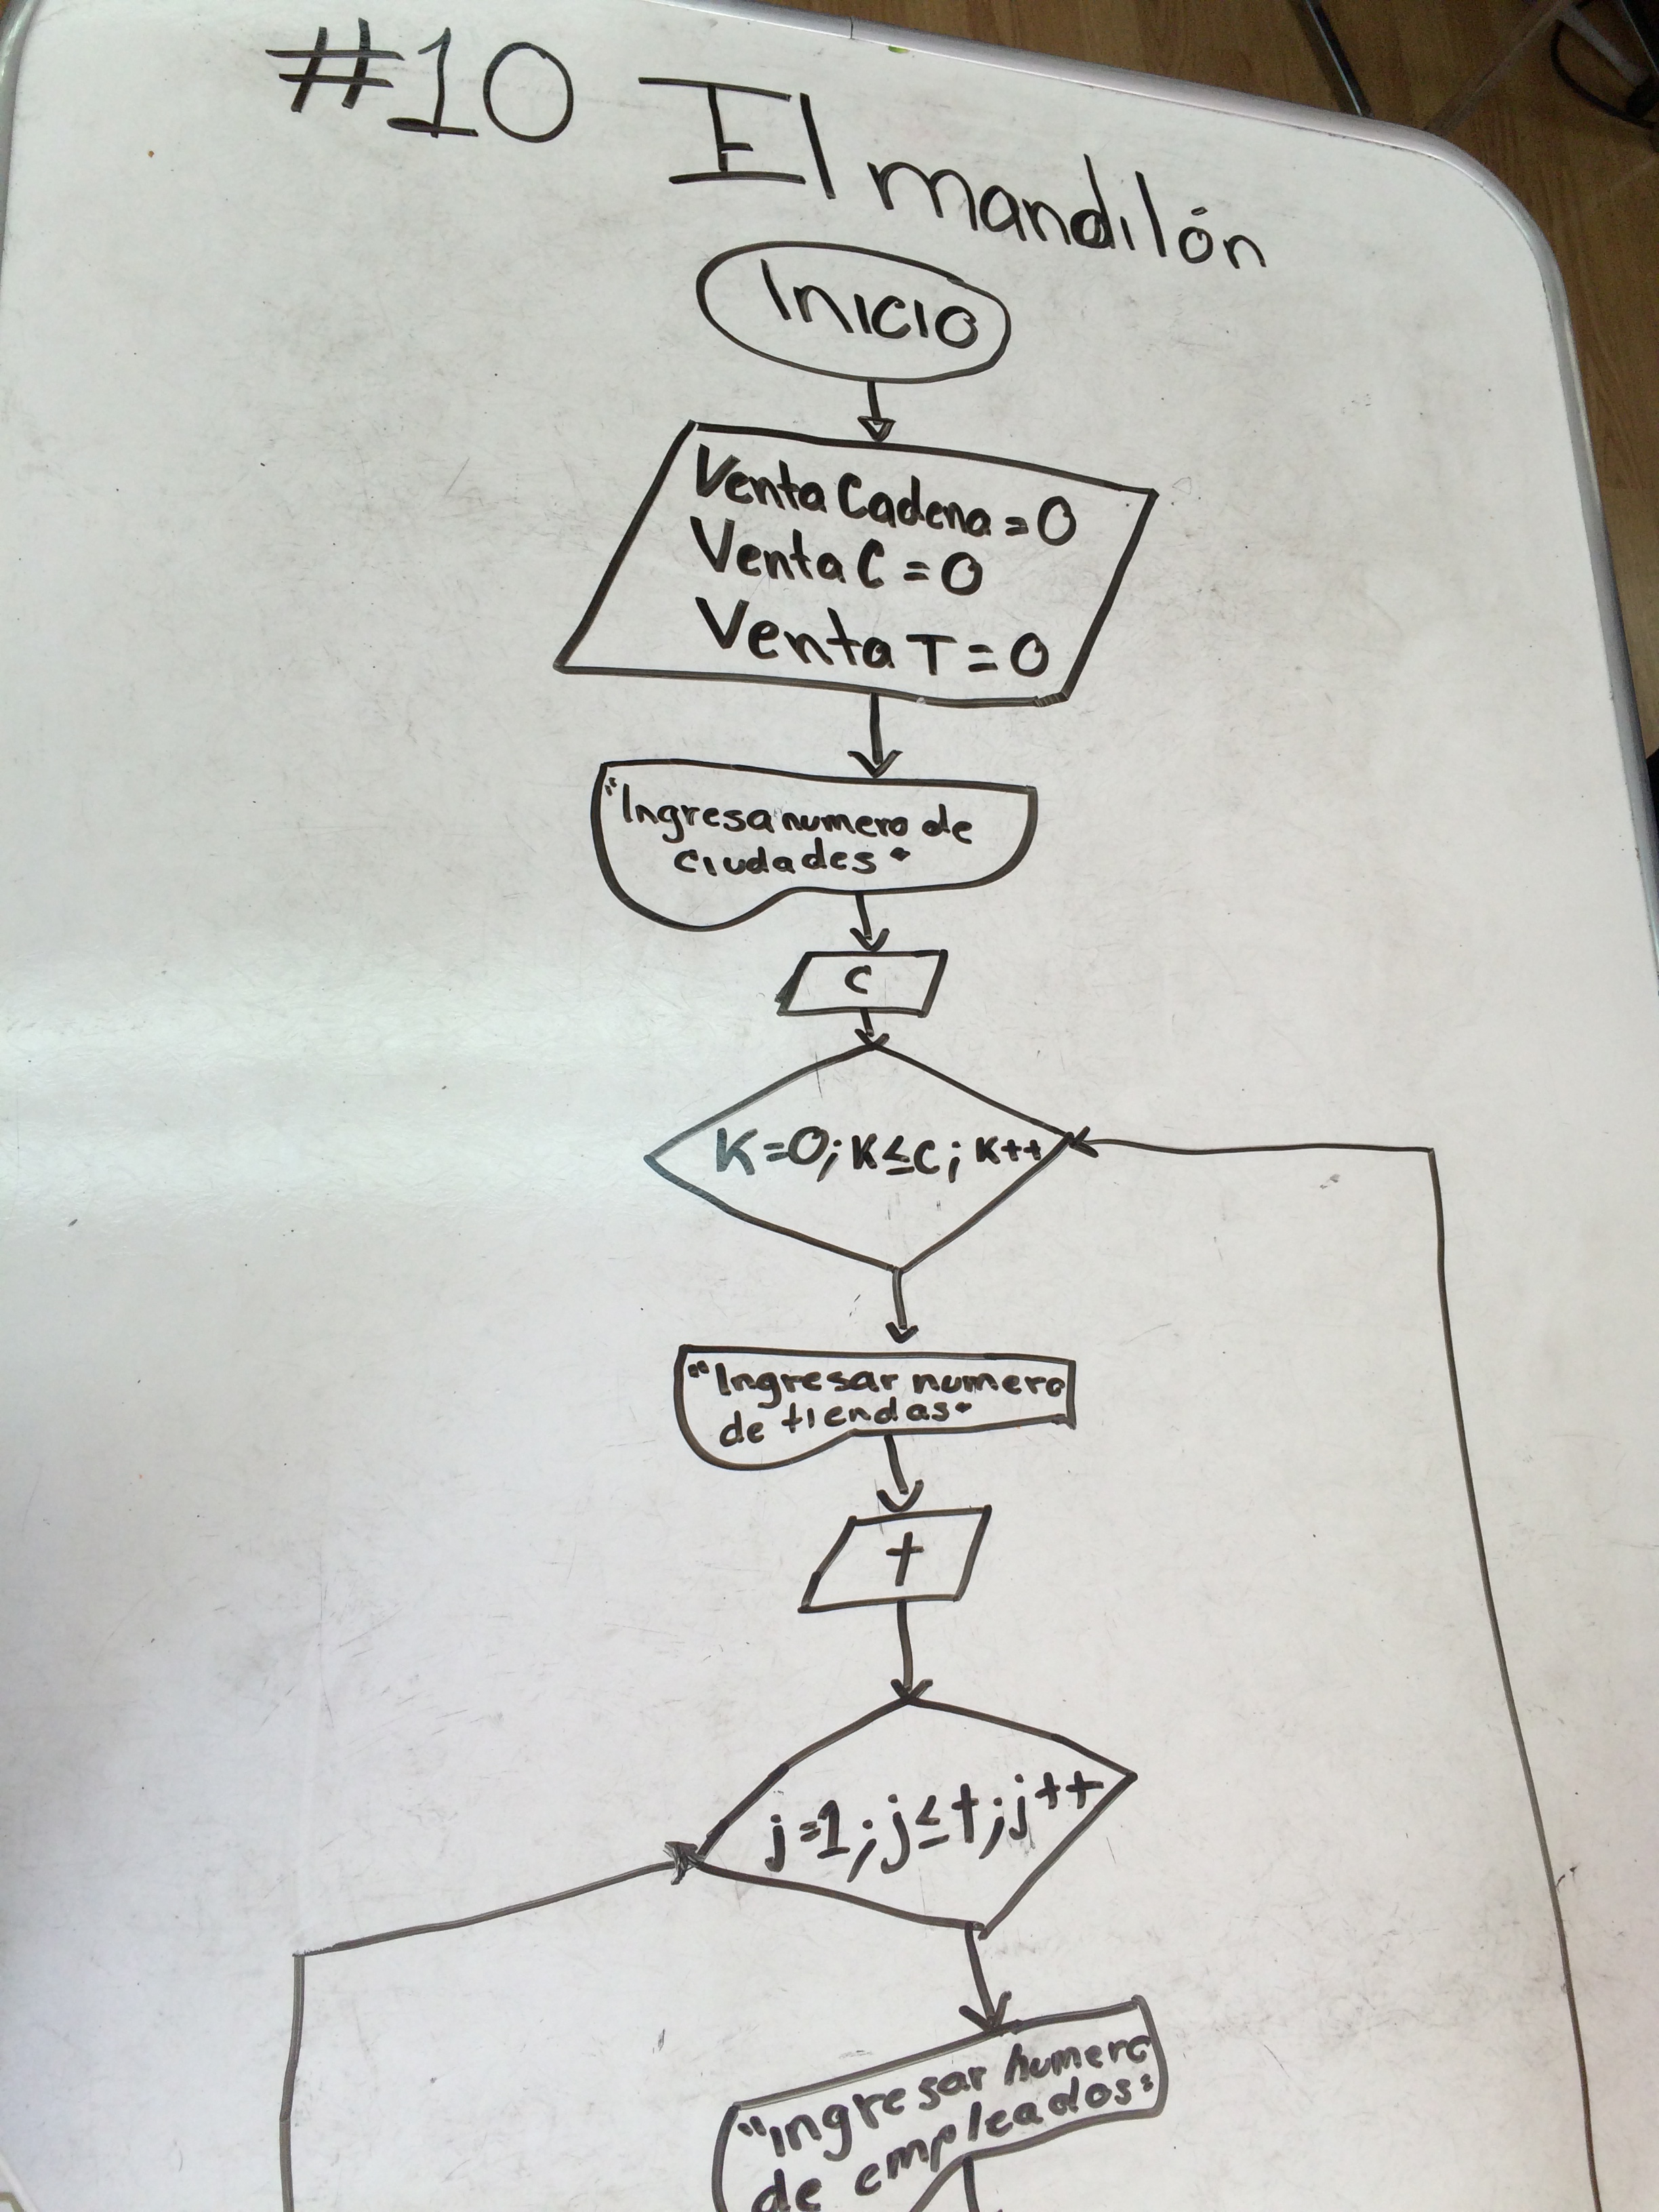 #10 El mandilón
Inicio
Venta Cadena = 0
Venta C = 0
Venta T = 0
"Ingresa numero de
ciudades"
C
K=0; K≤C; K++
"Ingresar numero
de tiendas"
t
j=1; j≤t; j++
"Ingresar numero
de empleados"